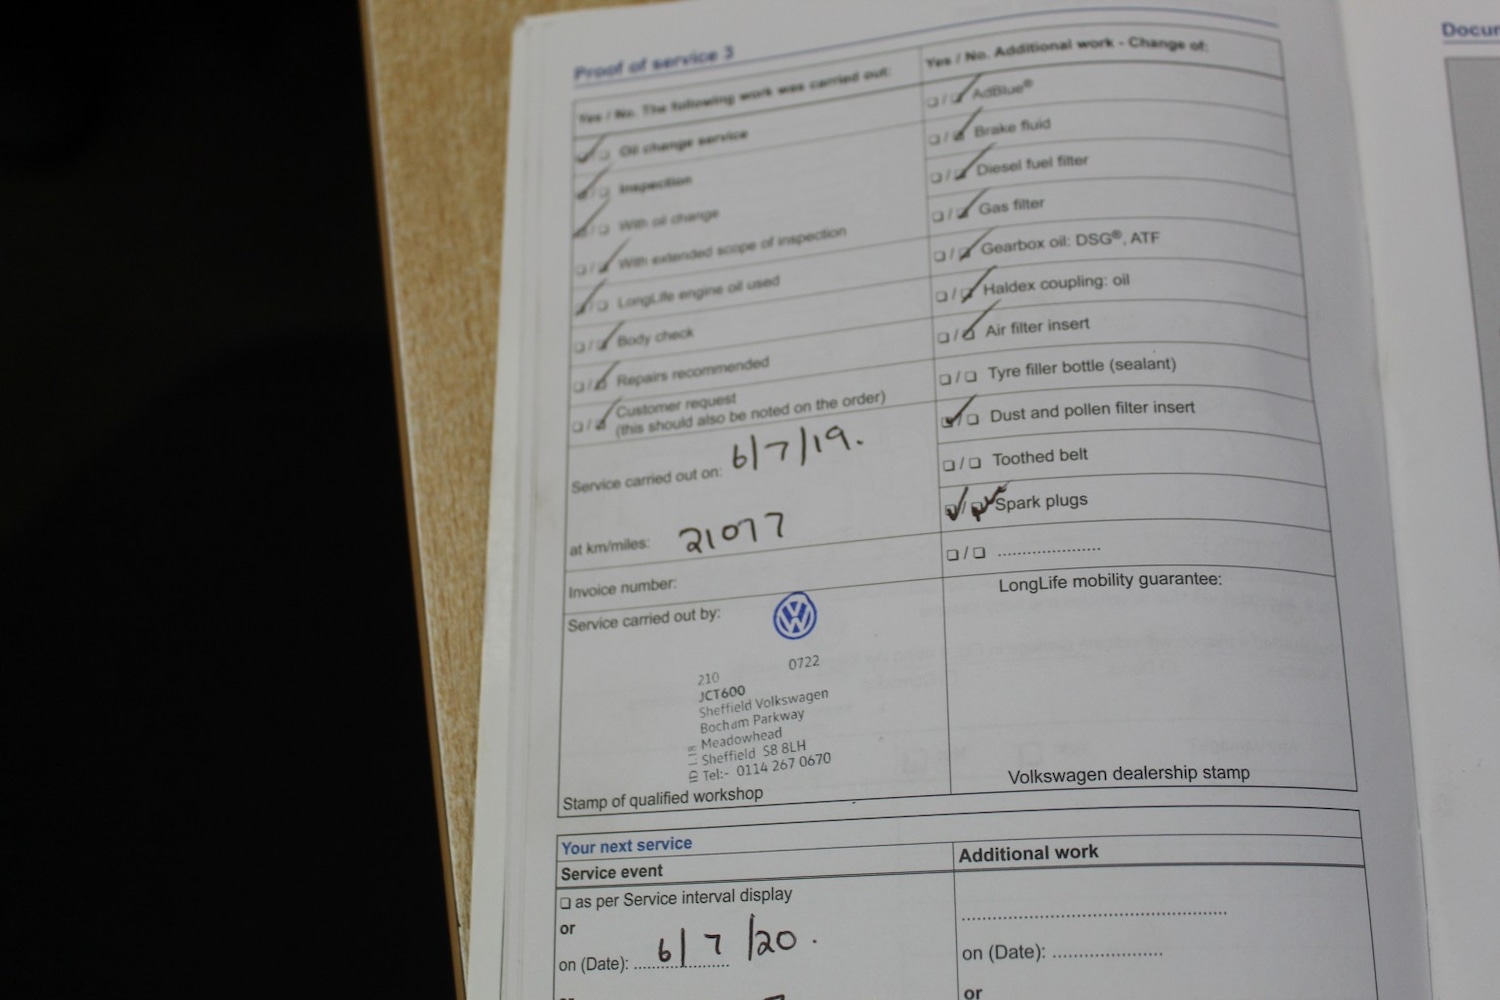 Proof of service 3
Yes / No. The following work was carried out:
Oil change service
Inspection
With oil change
With extended scope of inspection
LongLife engine oil used
Body check
Repairs recommended
Customer request
(this should also be noted on the order)
Service carried out on: 6/7/19.
at km/miles: 21077
Invoice number:
Service carried out by:
210 0722
JCT600
Sheffield Volkswagen
Bocham Parkway
Meadowhead
Sheffield S8 8LH
Tel:- 0114 267 0670
Stamp of qualified workshop
Yes / No. Additional work - Change of:
AdBlue®
Brake fluid
Diesel fuel filter
Gas filter
Gearbox oil: DSG®, ATF
Haldex coupling: oil
Air filter insert
Tyre filler bottle (sealant)
Dust and pollen filter insert
Toothed belt
Spark plugs
....................
LongLife mobility guarantee:
Volkswagen dealership stamp
Your next service
Service event
as per Service interval display
or
on (Date): 6/7/20.
Additional work
on (Date): ....................
or
Docu